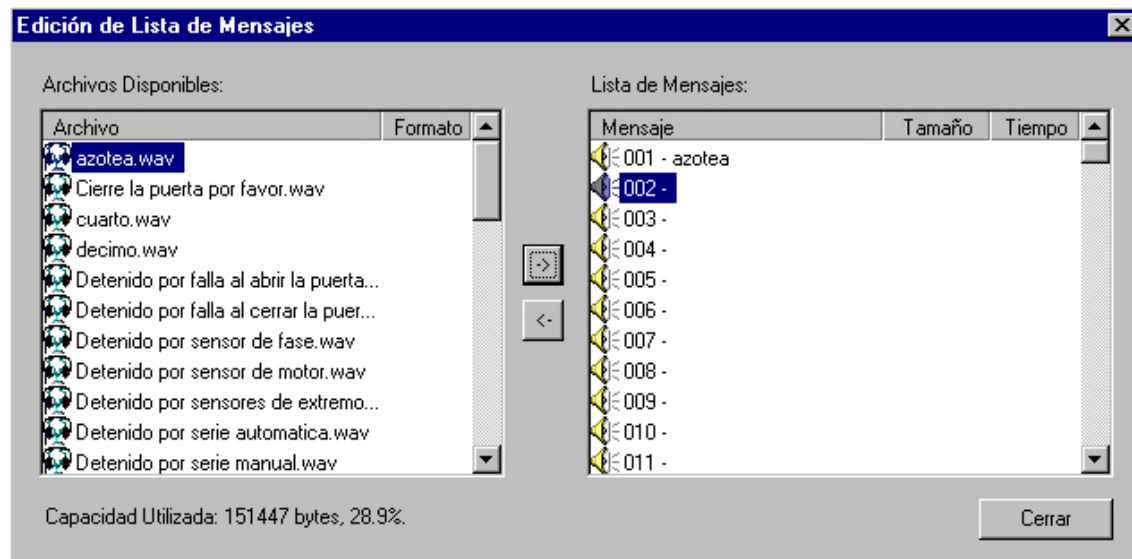 Edición de Lista de Mensajes
Archivos Disponibles:
Archivo Formato
azotea.wav
Cierre la puerta por favor.wav
cuarto.wav
decimo.wav
Detenido por falla al abrir la puerta...
Detenido por falla al cerrar la puer...
Detenido por sensor de fase.wav
Detenido por sensor de motor.wav
Detenido por sensores de extremo...
Detenido por serie automatica.wav
Detenido por serie manual.wav
->
<-
Lista de Mensajes:
Mensaje Tamaño Tiempo
001 - azotea
002 -
003 -
004 -
005 -
006 -
007 -
008 -
009 -
010 -
011 -
Capacidad Utilizada: 151447 bytes, 28.9%.
Cerrar